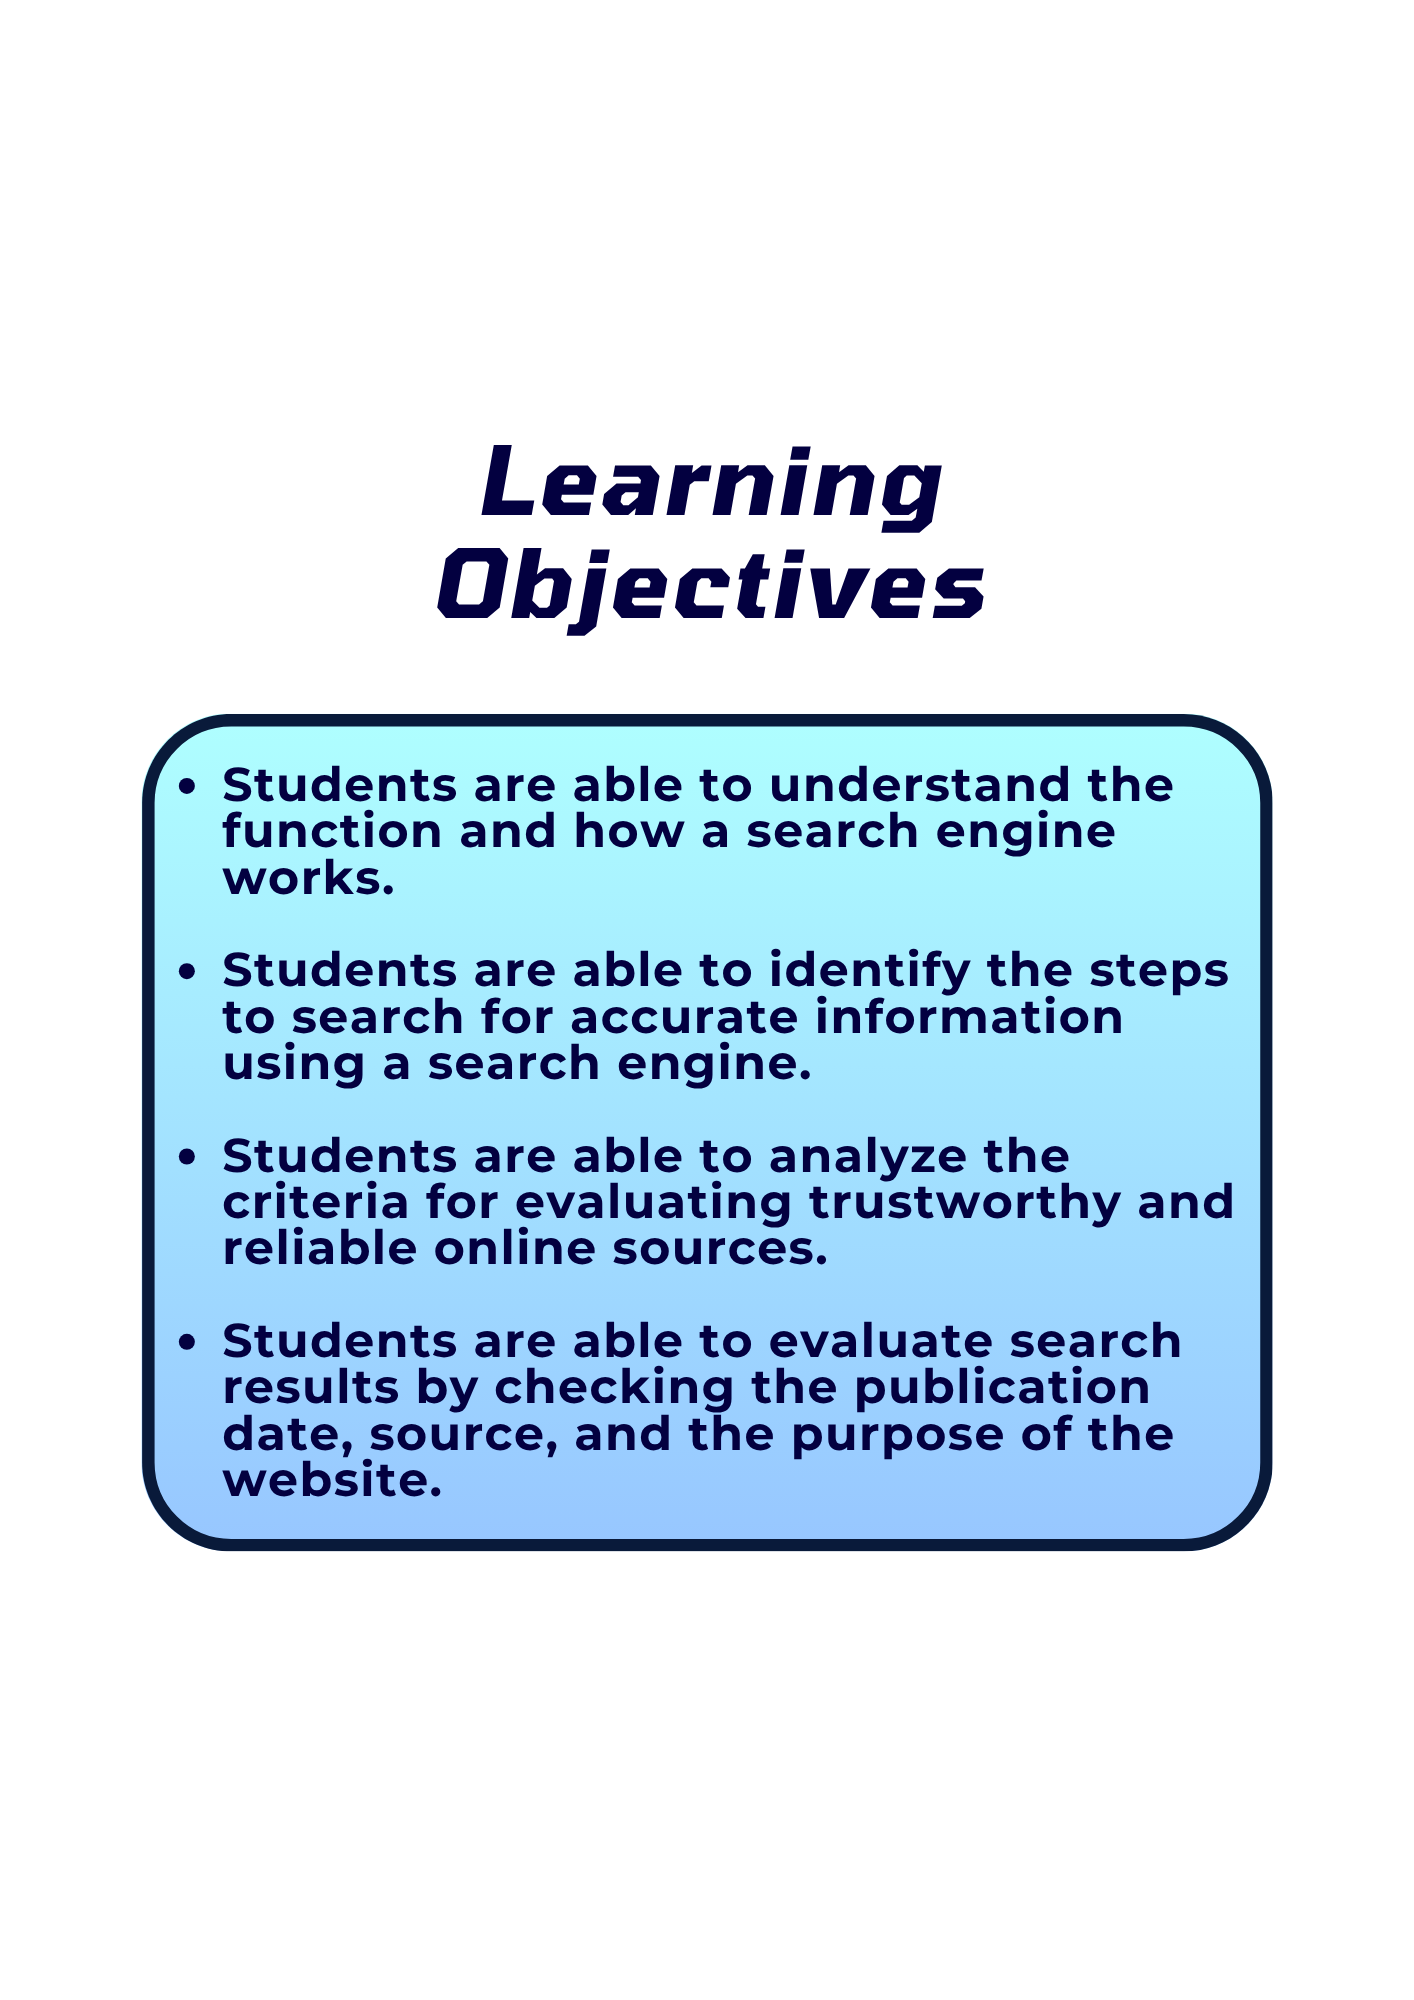 Learning
Objectives
• Students are able to understand the
function and how a search engine
works.
• Students are able to identify the steps
to search for accurate information
using a search engine.
• Students are able to analyze the
criteria for evaluating trustworthy and
reliable online sources.
• Students are able to evaluate search
results by checking the publication
date, source, and the purpose of the
website.